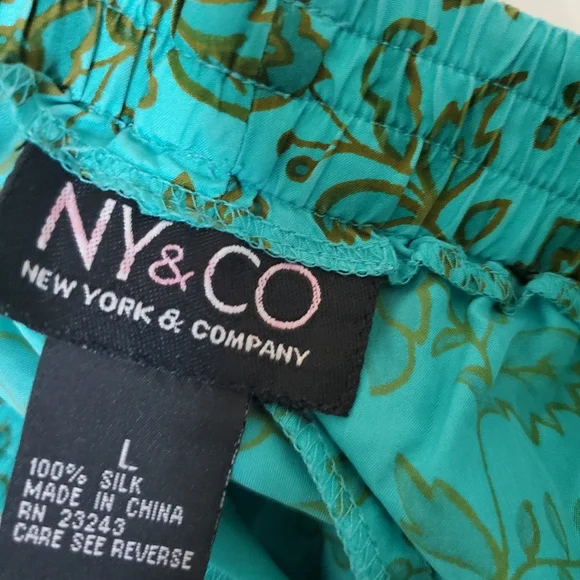 NY&CO
NEW YORK & COMPANY
L
100% SILK
MADE IN CHINA
RN 23243
CARE SEE REVERSE